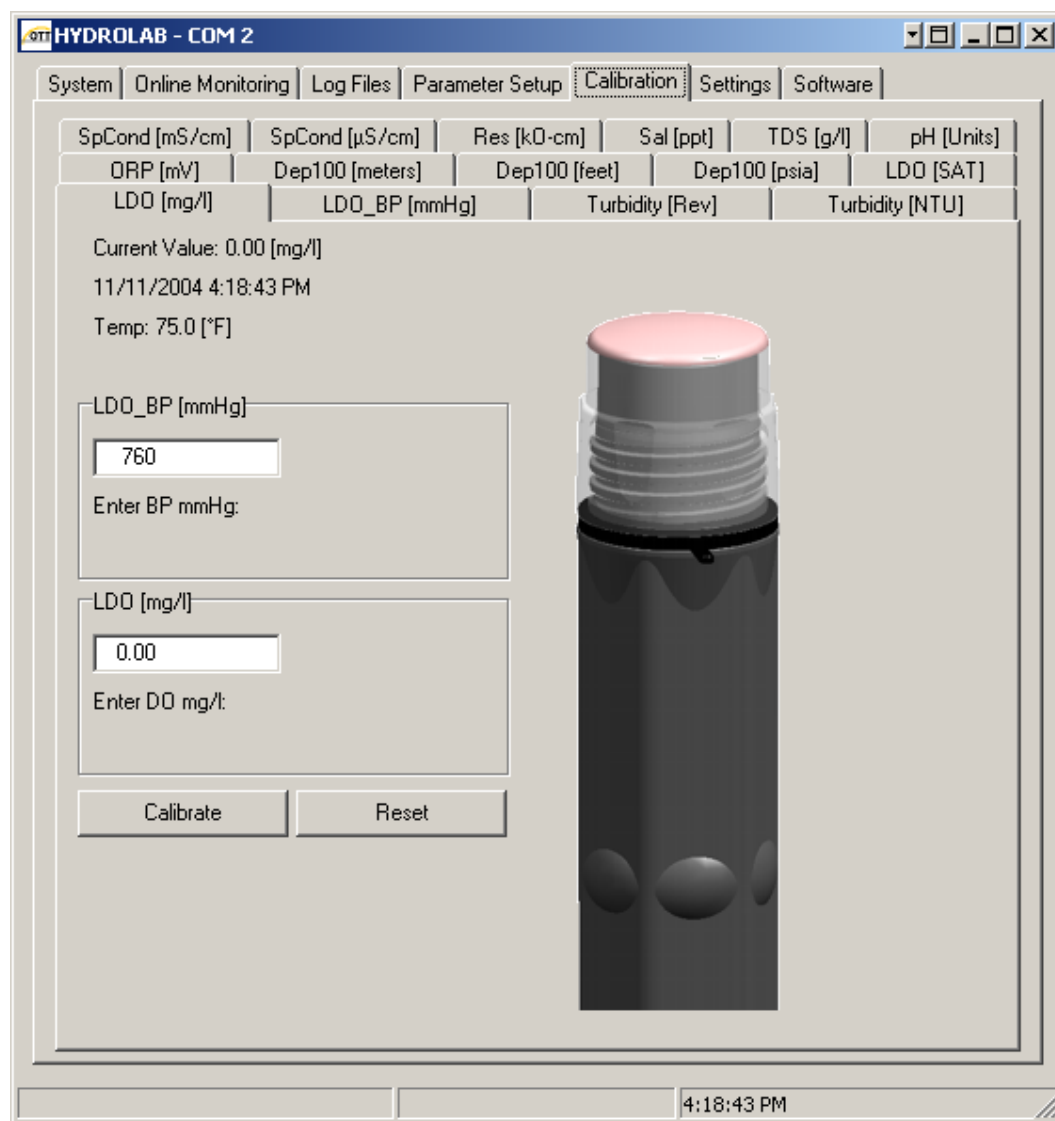 OTT HYDROLAB - COM 2
System Online Monitoring Log Files Parameter Setup Calibration Settings Software
SpCond [mS/cm] SpCond [µS/cm] Res [kO-cm] Sal [ppt] TDS [g/l] pH [Units]
ORP [mV] Dep100 [meters] Dep100 [feet] Dep100 [psia] LDO [SAT]
LDO [mg/l] LDO_BP [mmHg] Turbidity [Rev] Turbidity [NTU]
Current Value: 0.00 [mg/l]
11/11/2004 4:18:43 PM
Temp: 75.0 [°F]
LDO_BP [mmHg]
760
Enter BP mmHg:
LDO [mg/l]
0.00
Enter DO mg/l:
Calibrate Reset
4:18:43 PM